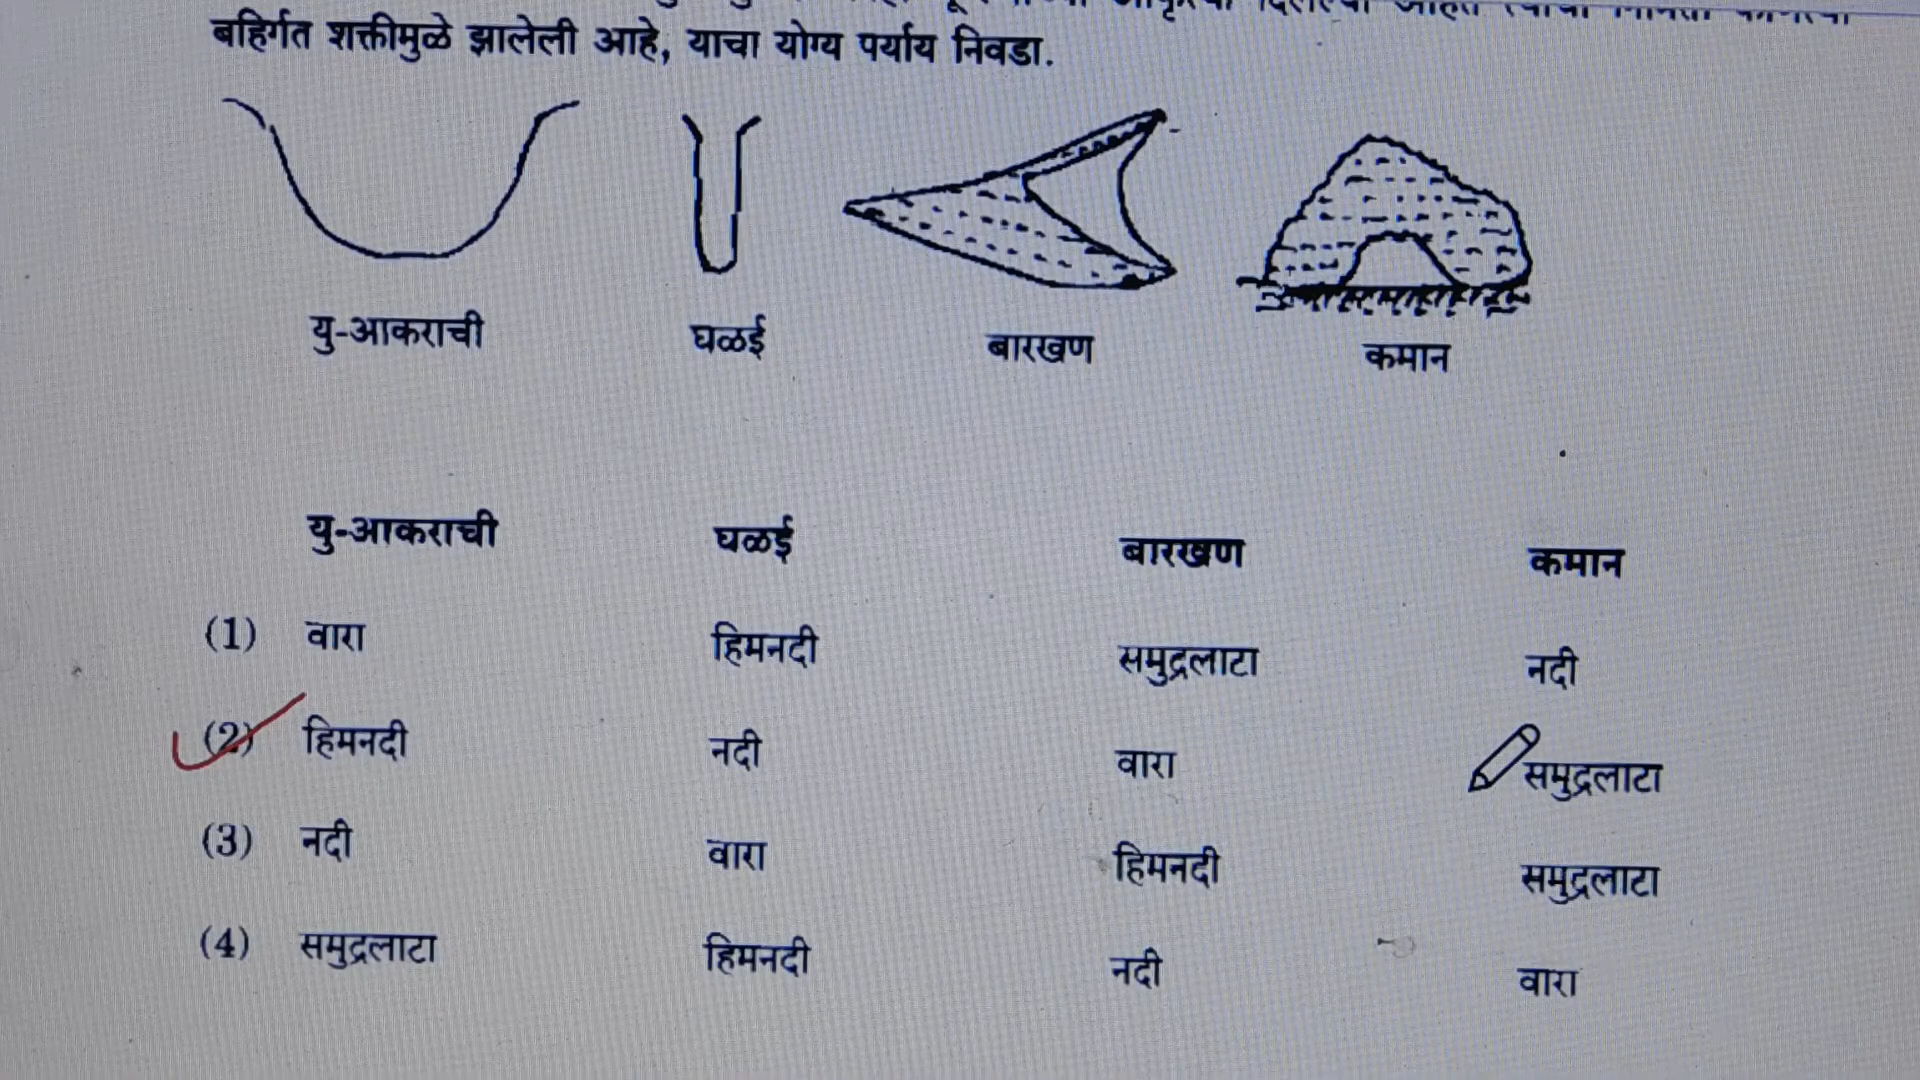 बहिर्गत शक्तीमुळे झालेली आहे, याचा योग्य पर्याय निवडा.
यु-आकराची घळई बारखण कमान
यु-आकराची घळई बारखण कमान
(1) वारा हिमनदी समुद्रलाटा नदी
(2) हिमनदी नदी वारा समुद्रलाटा
(3) नदी वारा हिमनदी समुद्रलाटा
(4) समुद्रलाटा हिमनदी नदी वारा